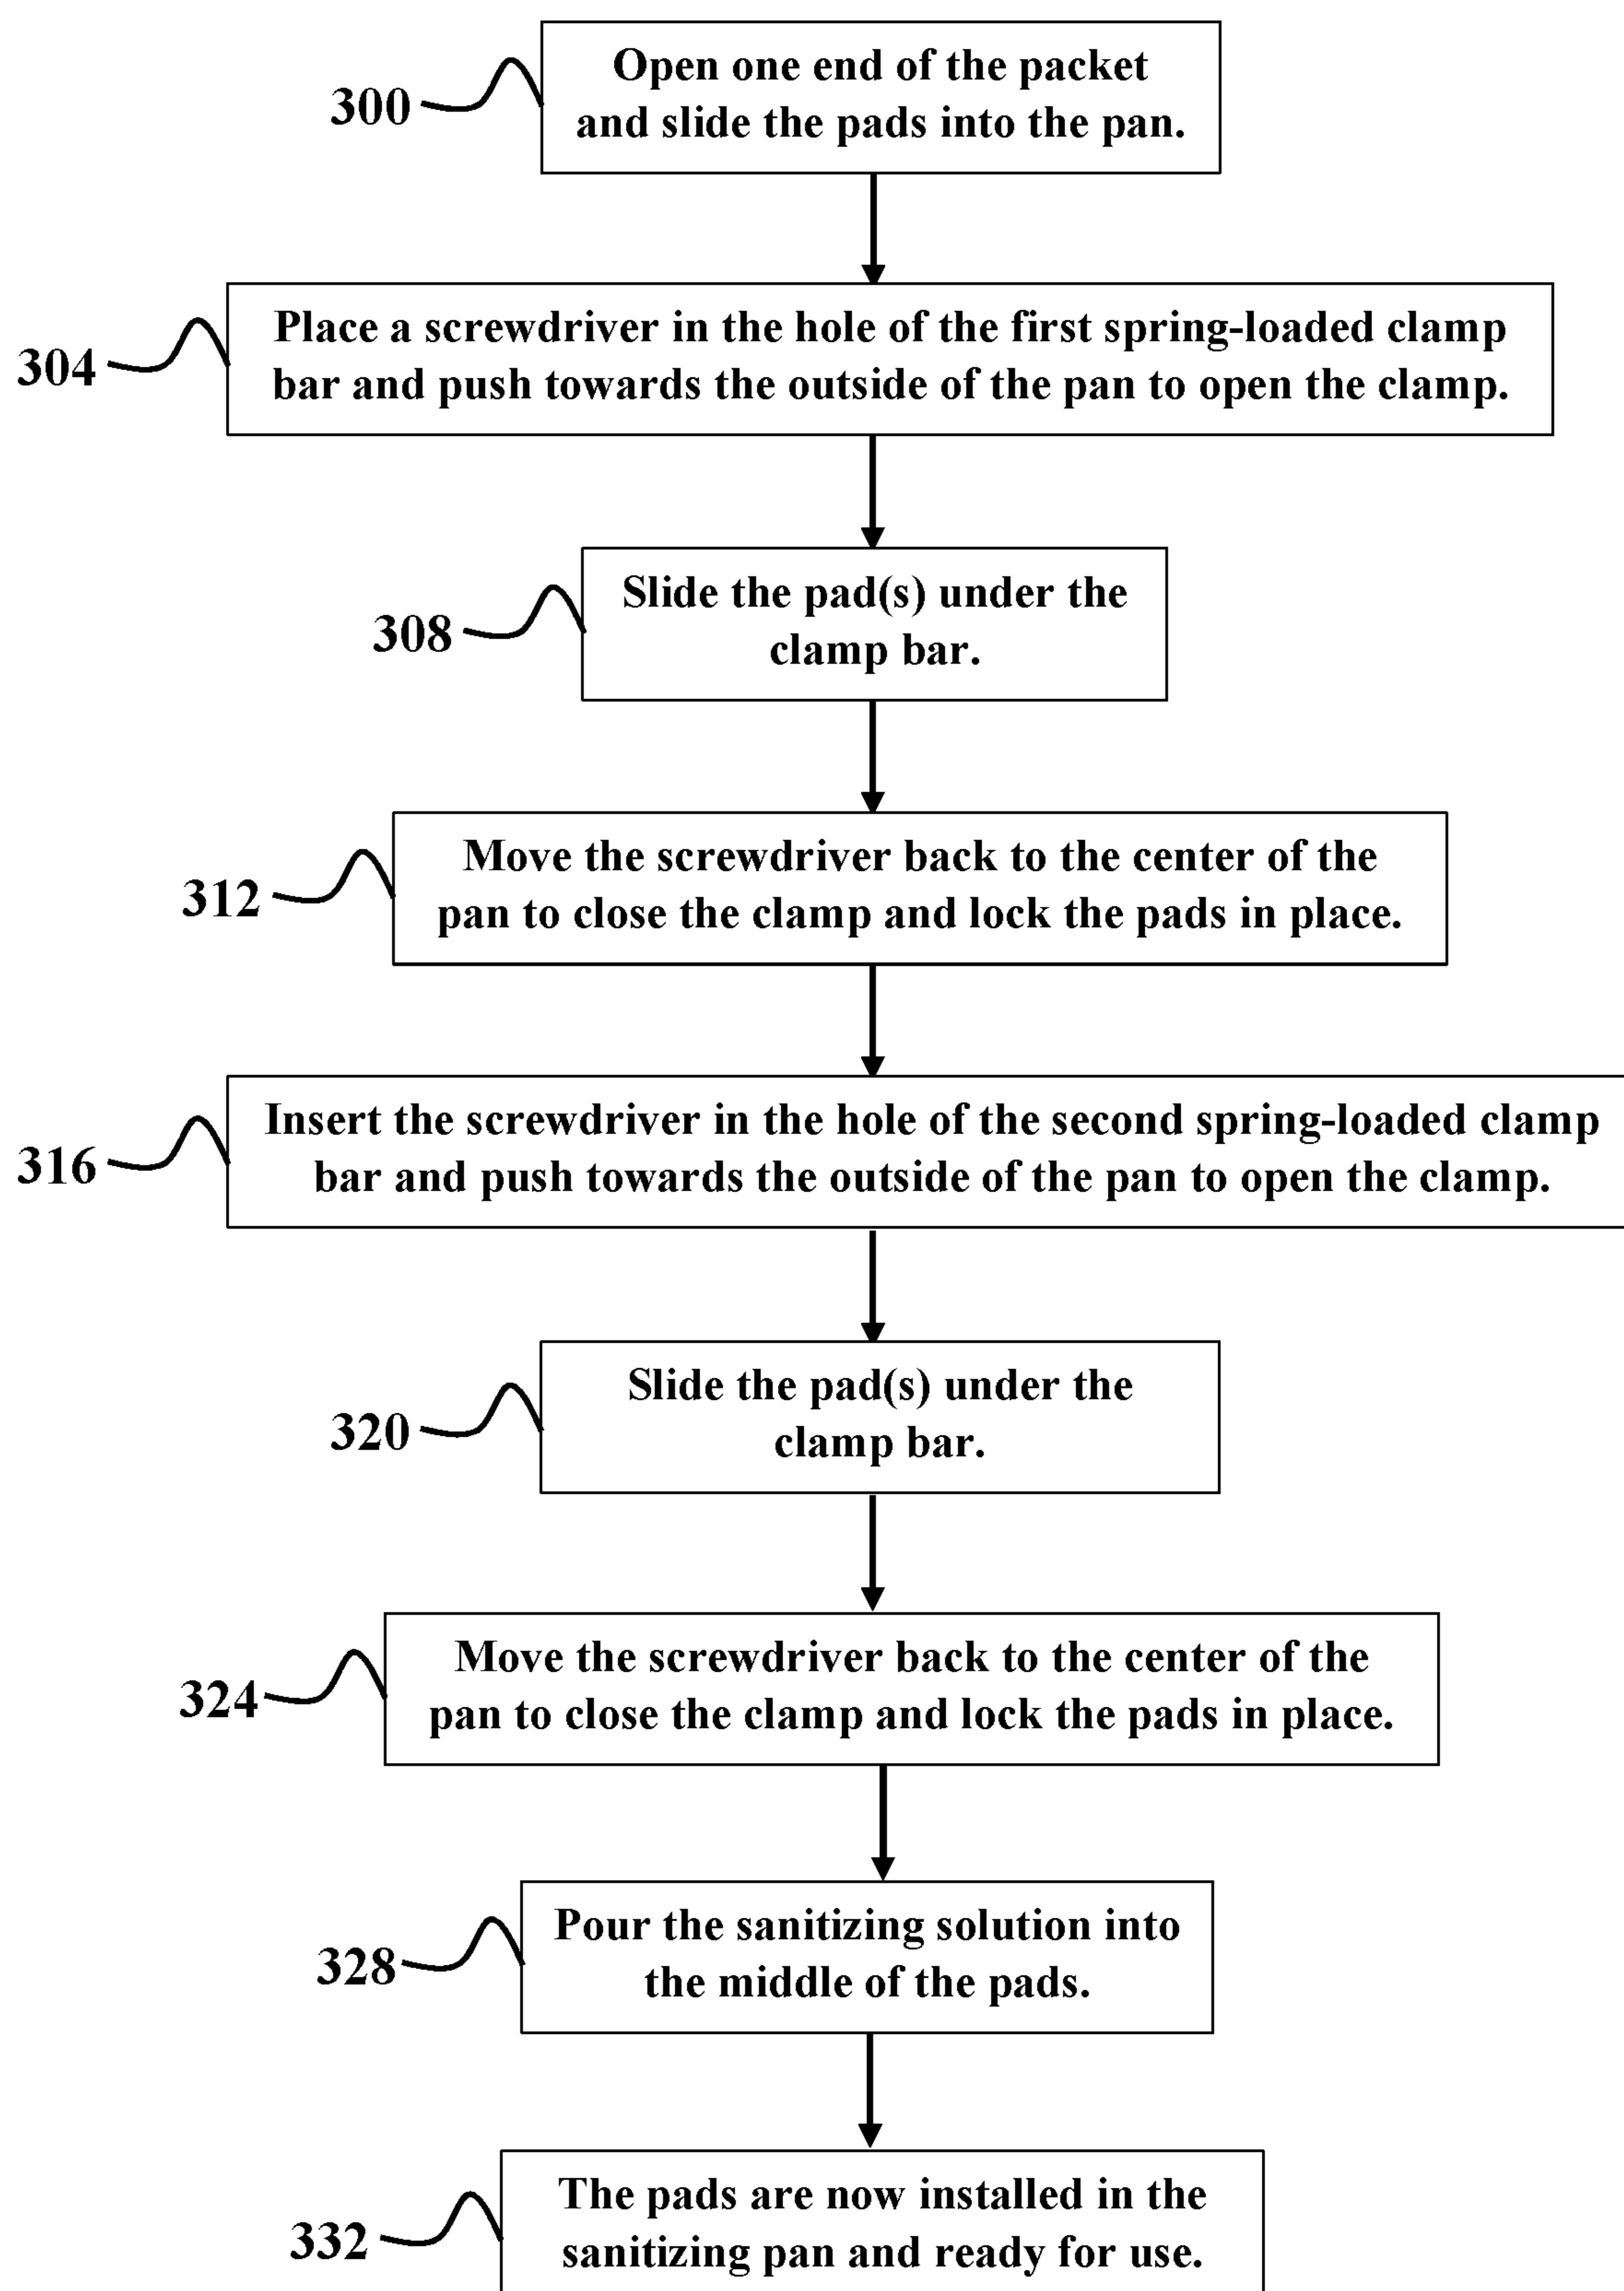 Open one end of the packet
300
and slide the pads into the pan.
Place a screwdriver in the hole of the first spring-loaded clamp
304
bar and push towards the outside of the pan to open the clamp.
Slide the pad(s) under the
308
clamp bar.
Move the screwdriver back to the center of the
312
pan to close the clamp and lock the pads in place.
Insert the screwdriver in the hole of the second spring-loaded clamp
316
bar and push towards the outside of the pan to open the clamp.
Slide the pad(s) under the
320
clamp bar.
Move the screwdriver back to the center of the
324
pan to close the clamp and lock the pads in place.
Pour the sanitizing solution into
328
the middle of the pads.
The pads are now installed in the
332
sanitizing pan and ready for use.